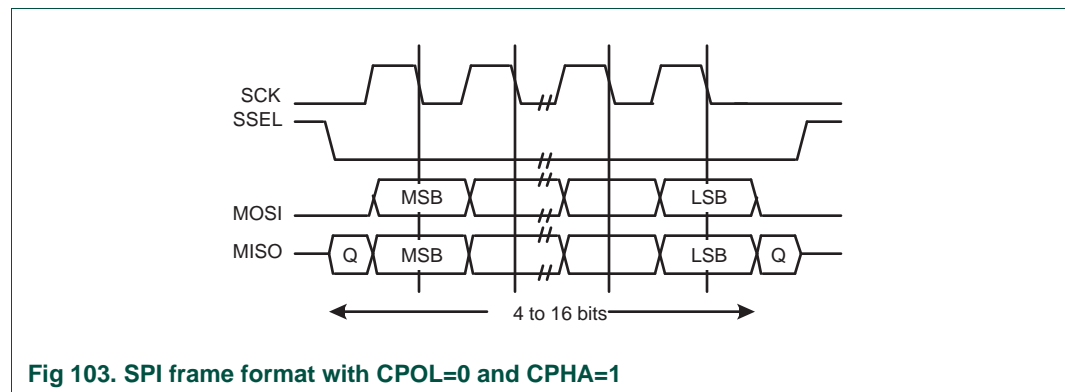 SCK
SSEL
MOSI
MSB
LSB
MISO
Q
MSB
LSB
Q
4 to 16 bits
Fig 103. SPI frame format with CPOL=0 and CPHA=1